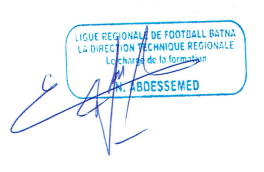 LIGUE REGIONALE DE FOOTBALL BATNA
LA DIRECTION TECHNIQUE REGIONALE
Le chargé de la formation
N. ABDESSEMED